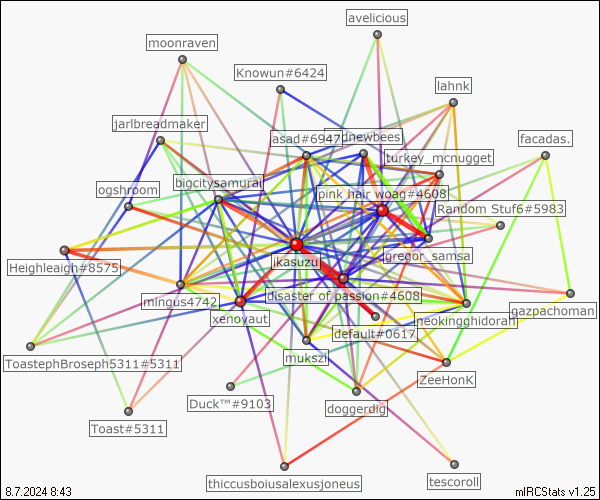 avelicious
moonraven
Knowun#6424
lahnk
jarlbreadmaker
asad#6947
dnewbees
facadas.
turkey_mcnugget
bigcitysamurai
ogshroom
pink hair woag#4608
Random Stuf6#5983
ikasuzu
gregor_samsa
Heighleaigh#8575
disaster of passion#4608
mingus4742
gazpachoman
xenoyaut
default#0617
neokingghidorah
mukszi
ToastephBroseph5311#5311
ZeeHonK
Duck™#9103
doggerdig
Toast#5311
thiccusboiusalexusjoneus
tescoroll
8.7.2024 8:43
mIRCStats v1.25